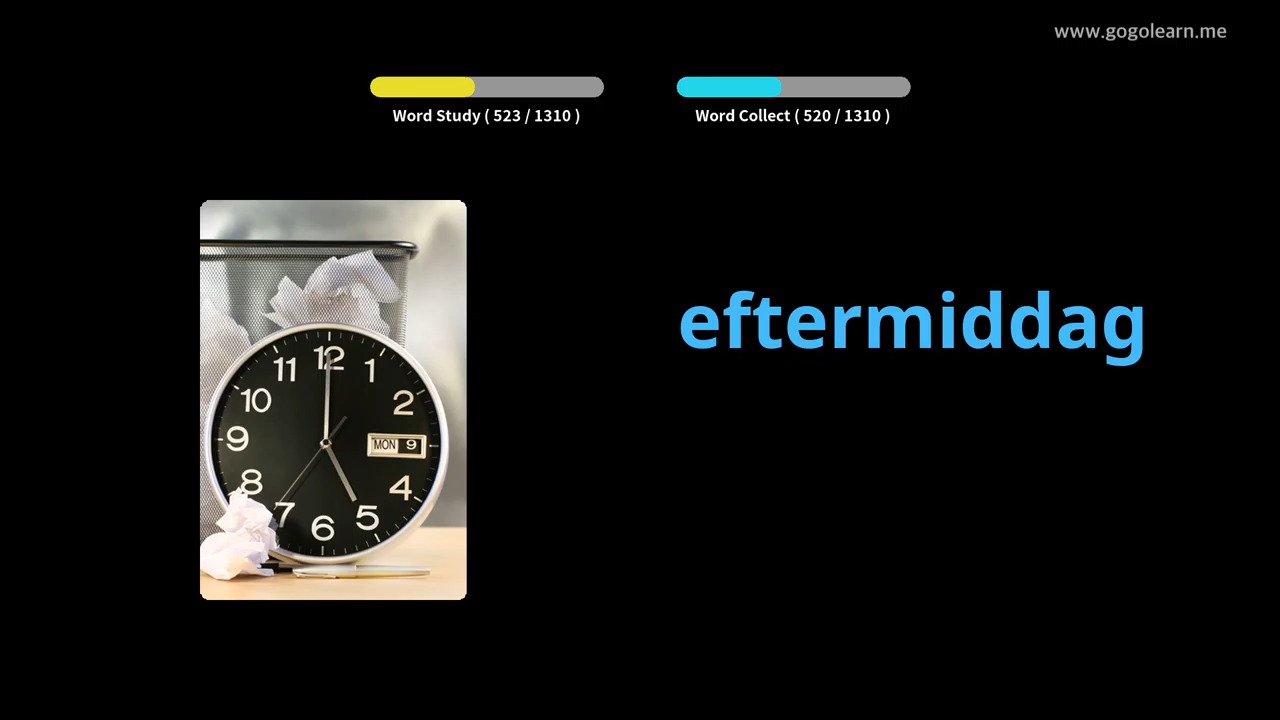 www.gogolearn.me
Word Study ( 523 / 1310 )
Word Collect ( 520 / 1310 )
eftermiddag
12
11
1
10
2
9
MON 9
8
4
7
5
6